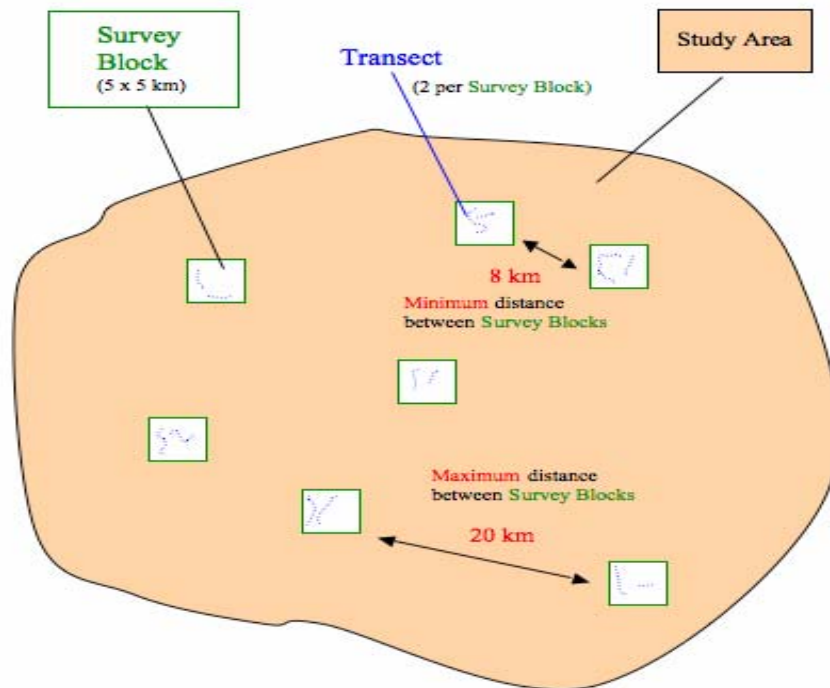 Survey
Block
(5 x 5 km)
Transect
(2 per Survey Block)
Study Area
8 km
Minimum distance
between Survey Blocks
Maximum distance
between Survey Blocks
20 km